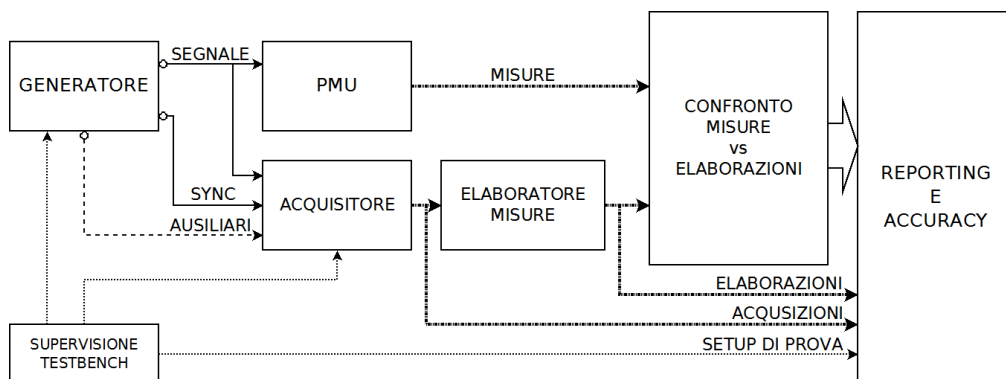 SEGNALE
GENERATORE
PMU
MISURE
CONFRONTO
MISURE
vs
ELABORAZIONI
SYNC
AUSILIARI
ACQUISITORE
ELABORATORE
MISURE
REPORTING
E
ACCURACY
ELABORAZIONI
ACQUSIZIONI
SETUP DI PROVA
SUPERVISIONE
TESTBENCH